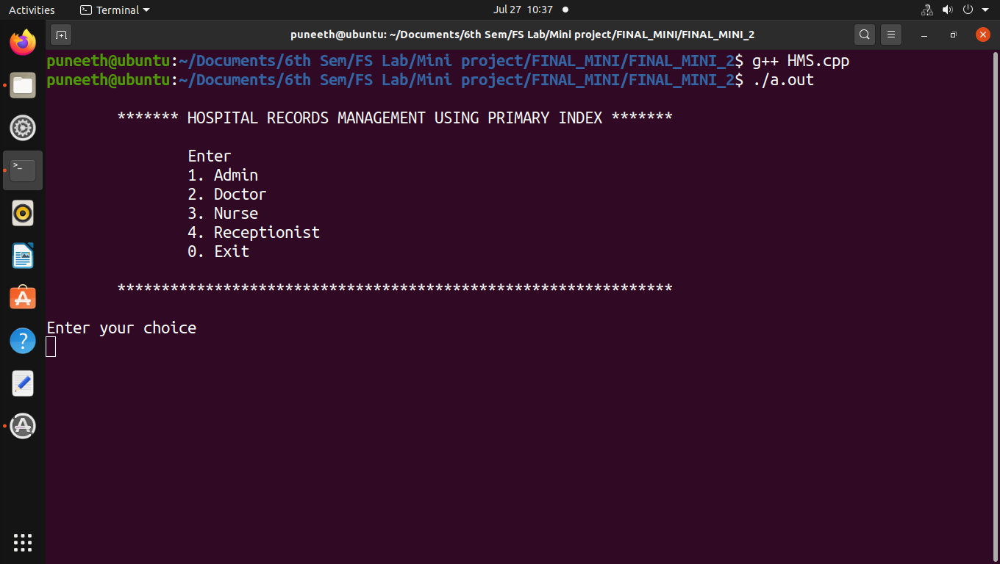 Activities Terminal Jul 27 10:37
puneeth@ubuntu: ~/Documents/6th Sem/FS Lab/Mini project/FINAL_MINI/FINAL_MINI_2
puneeth@ubuntu:~/Documents/6th Sem/FS Lab/Mini project/FINAL_MINI/FINAL_MINI_2$ g++ HMS.cpp
puneeth@ubuntu:~/Documents/6th Sem/FS Lab/Mini project/FINAL_MINI/FINAL_MINI_2$ ./a.out
******* HOSPITAL RECORDS MANAGEMENT USING PRIMARY INDEX *******
Enter
1. Admin
2. Doctor
3. Nurse
4. Receptionist
0. Exit
***************************************************************
Enter your choice